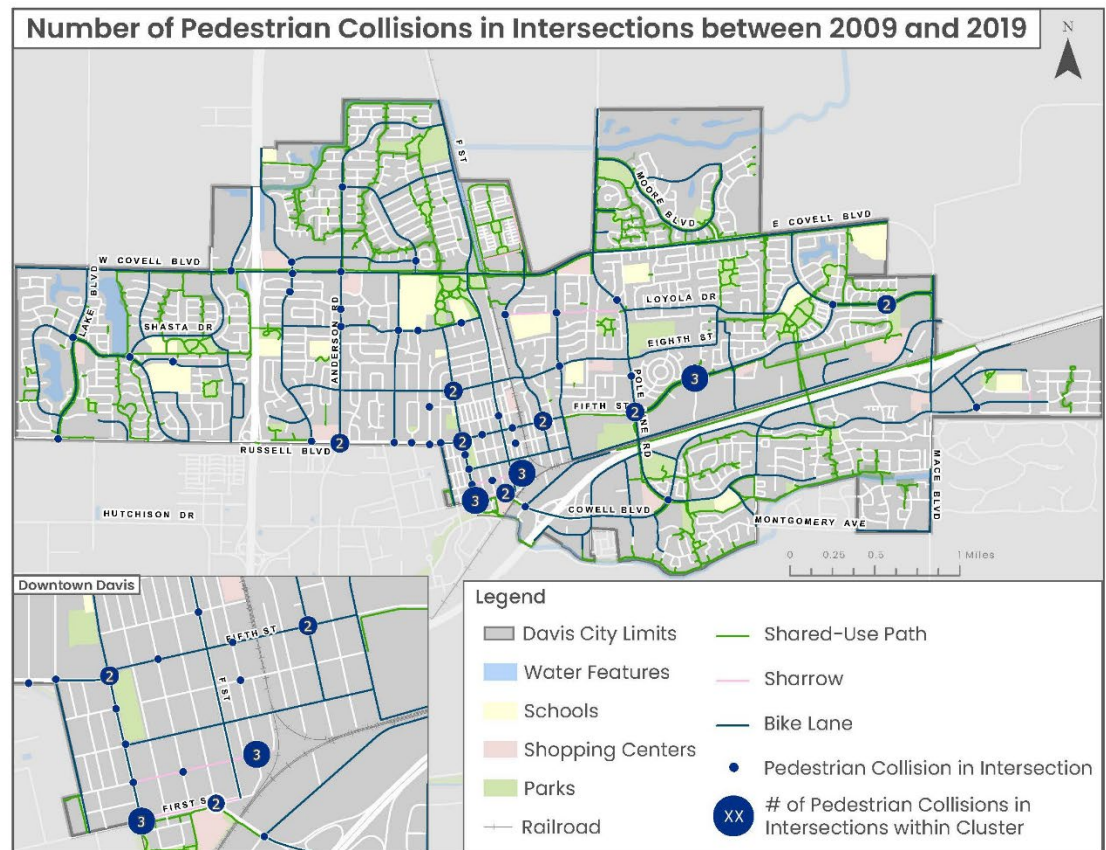 Number of Pedestrian Collisions in Intersections between 2009 and 2019
N
F ST
MOORE BLVD
E COVELL BLVD
W COVELL BLVD
LAKE BLVD
LOYOLA DR
2
SHASTA DR
ANDERSON RD
EIGHTH ST
3
2
POLE LINE RD
FIFTH ST
2
2
2
2
RUSSELL BLVD
3
3
2
MACE BLVD
HUTCHISON DR
COWELL BLVD
MONTGOMERY AVE
0 0.25 0.5 1 Miles
Downtown Davis
2
FIFTH ST
2
F ST
3
FIRST S
2
3
Legend
Davis City Limits
Water Features
Schools
Shopping Centers
Parks
Railroad
Shared-Use Path
Sharrow
Bike Lane
Pedestrian Collision in Intersection
XX
# of Pedestrian Collisions in
Intersections within Cluster